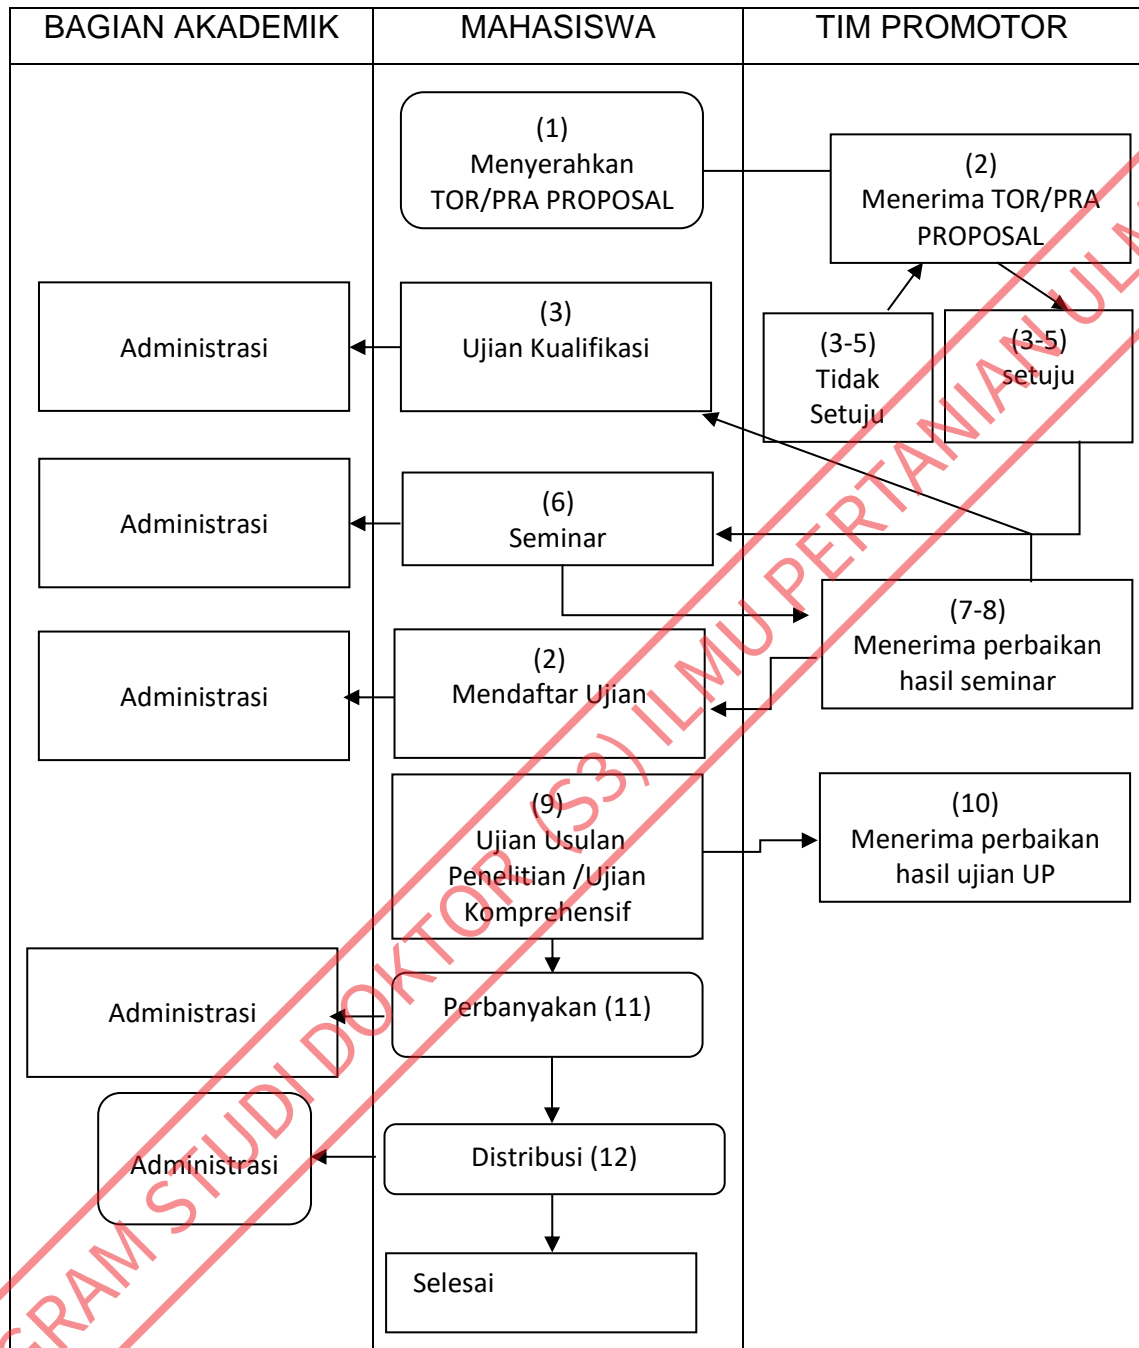 BAGIAN AKADEMIK
MAHASISWA
TIM PROMOTOR
(1)
Menyerahkan
TOR/PRA PROPOSAL
(2)
Menerima TOR/PRA
PROPOSAL
Administrasi
(3)
Ujian Kualifikasi
(3-5)
Tidak
Setuju
(3-5)
setuju
Administrasi
(6)
Seminar
(7-8)
Menerima perbaikan
hasil seminar
Administrasi
(2)
Mendaftar Ujian
(9)
Ujian Usulan
Penelitian /Ujian
Komprehensif
(10)
Menerima perbaikan
hasil ujian UP
Administrasi
Perbanyakan (11)
Administrasi
Distribusi (12)
Selesai
GRAM STUDI DOKTOR (S3) ILMU PERTANIAN ULM